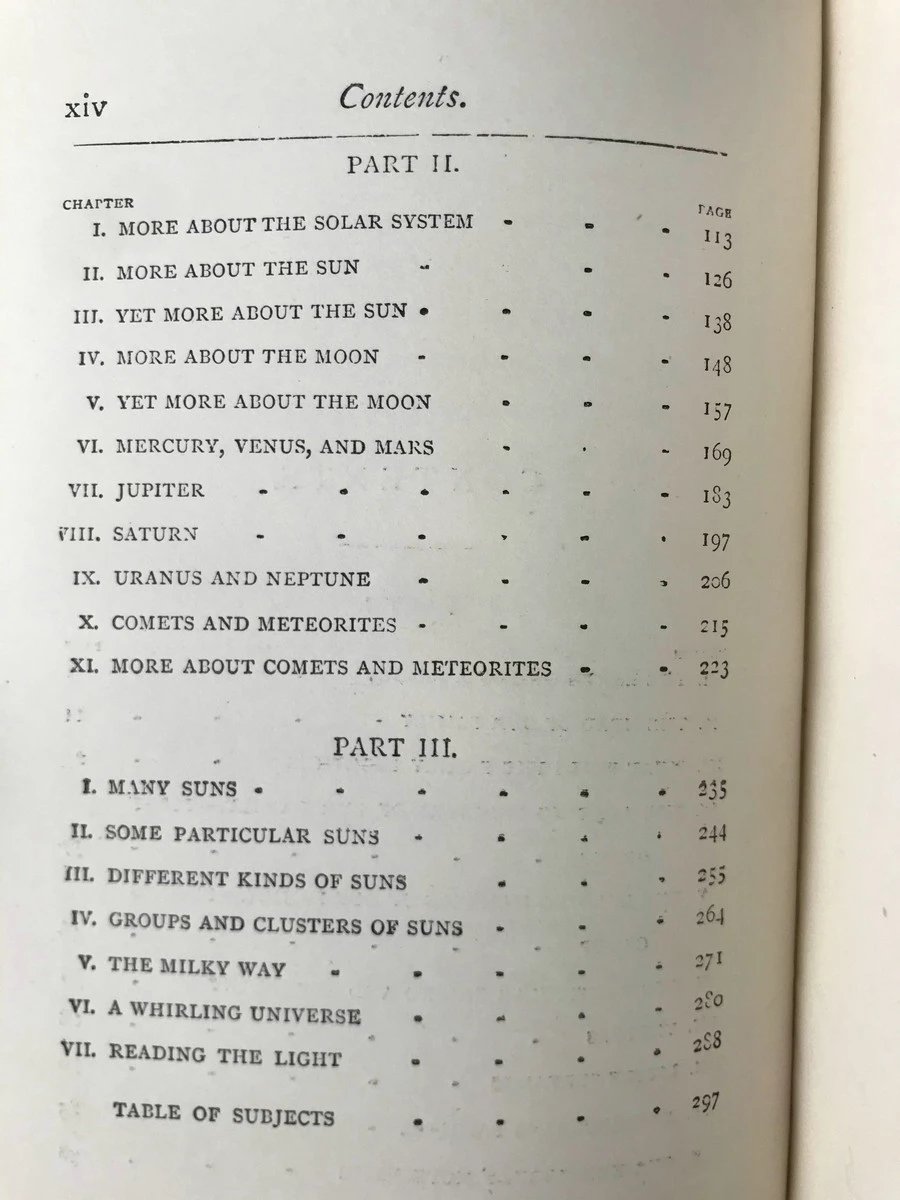 xiv
Contents.
PART II.
CHAPTER PAGE
I. MORE ABOUT THE SOLAR SYSTEM - - - 113
II. MORE ABOUT THE SUN - - - 126
III. YET MORE ABOUT THE SUN - - - - 138
IV. MORE ABOUT THE MOON - - - - 148
V. YET MORE ABOUT THE MOON - - - 157
VI. MERCURY, VENUS, AND MARS - - - 169
VII. JUPITER - - - - - - 183
VIII. SATURN - - - - - - 197
IX. URANUS AND NEPTUNE - - - - 206
X. COMETS AND METEORITES - - - - 215
XI. MORE ABOUT COMETS AND METEORITES - - 223
PART III.
I. MANY SUNS - - - - - - 235
II. SOME PARTICULAR SUNS - - - - 244
III. DIFFERENT KINDS OF SUNS - - - 255
IV. GROUPS AND CLUSTERS OF SUNS - - - 264
V. THE MILKY WAY - - - - - 271
VI. A WHIRLING UNIVERSE - - - - 280
VII. READING THE LIGHT - - - - 288
TABLE OF SUBJECTS - - - - 297